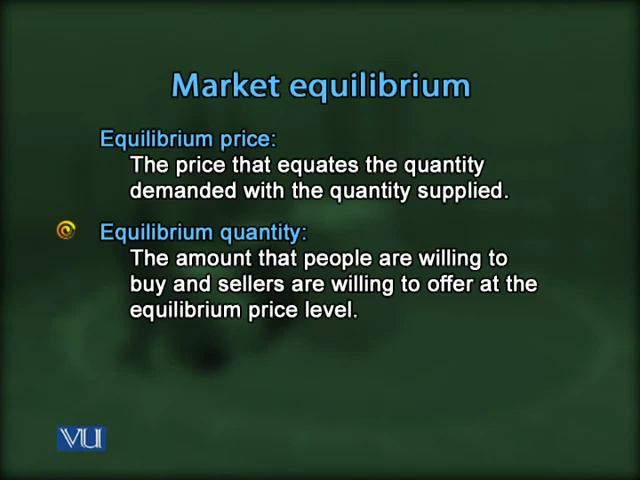 Market equilibrium
Equilibrium price:
The price that equates the quantity
demanded with the quantity supplied.
Equilibrium quantity:
The amount that people are willing to
buy and sellers are willing to offer at the
equilibrium price level.
VU